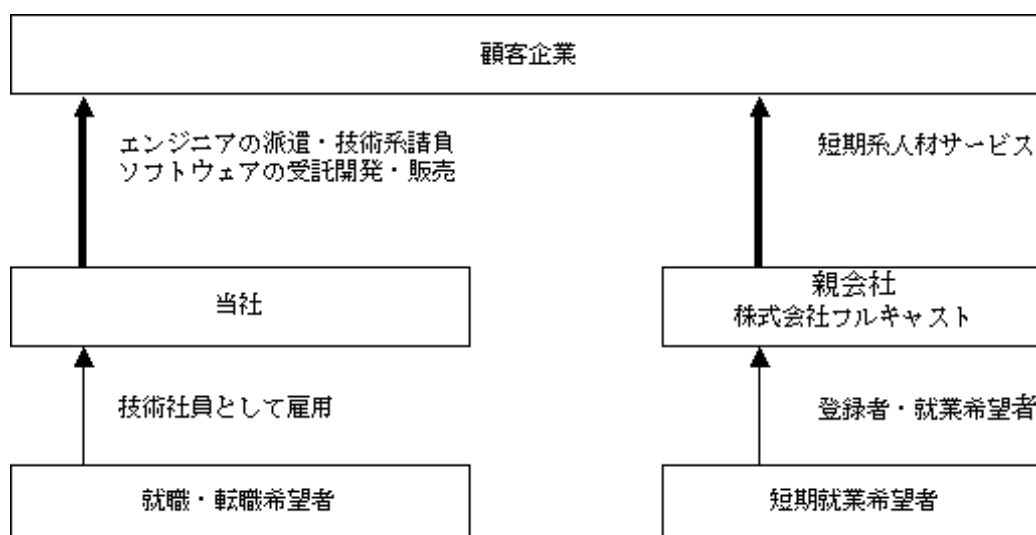 顧客企業
エンジニアの派遣・技術系請負
ソフトウェアの受託開発・販売
短期系人材サービス
当社
親会社
株式会社フルキャスト
技術社員として雇用
登録者・就業希望者
就職・転職希望者
短期就業希望者